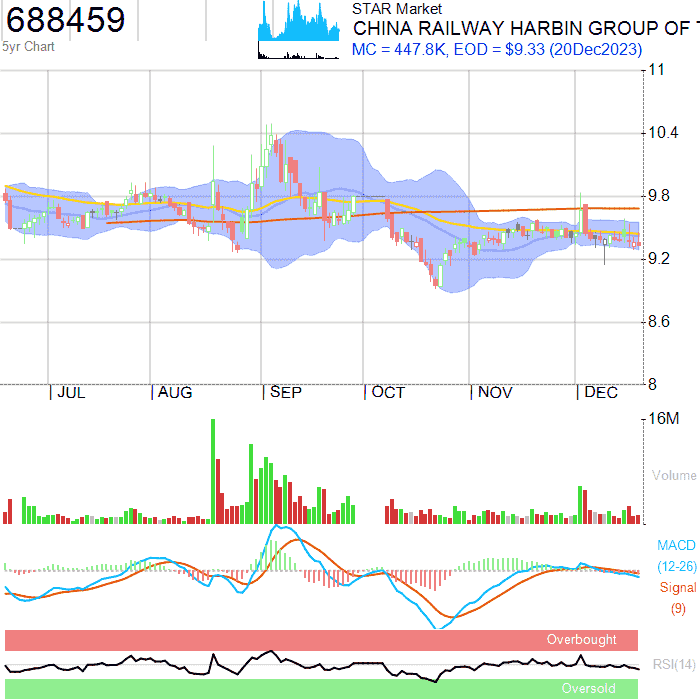 688459
5yr Chart
STAR Market
CHINA RAILWAY HARBIN GROUP OF
MC = 447.8K, EOD = $9.33 (20Dec2023)
11
10.4
9.8
9.2
8.6
8
JUL AUG SEP OCT NOV DEC
16M
Volume
MACD
(12-26)
Signal
(9)
Overbought
RSI(14)
Oversold